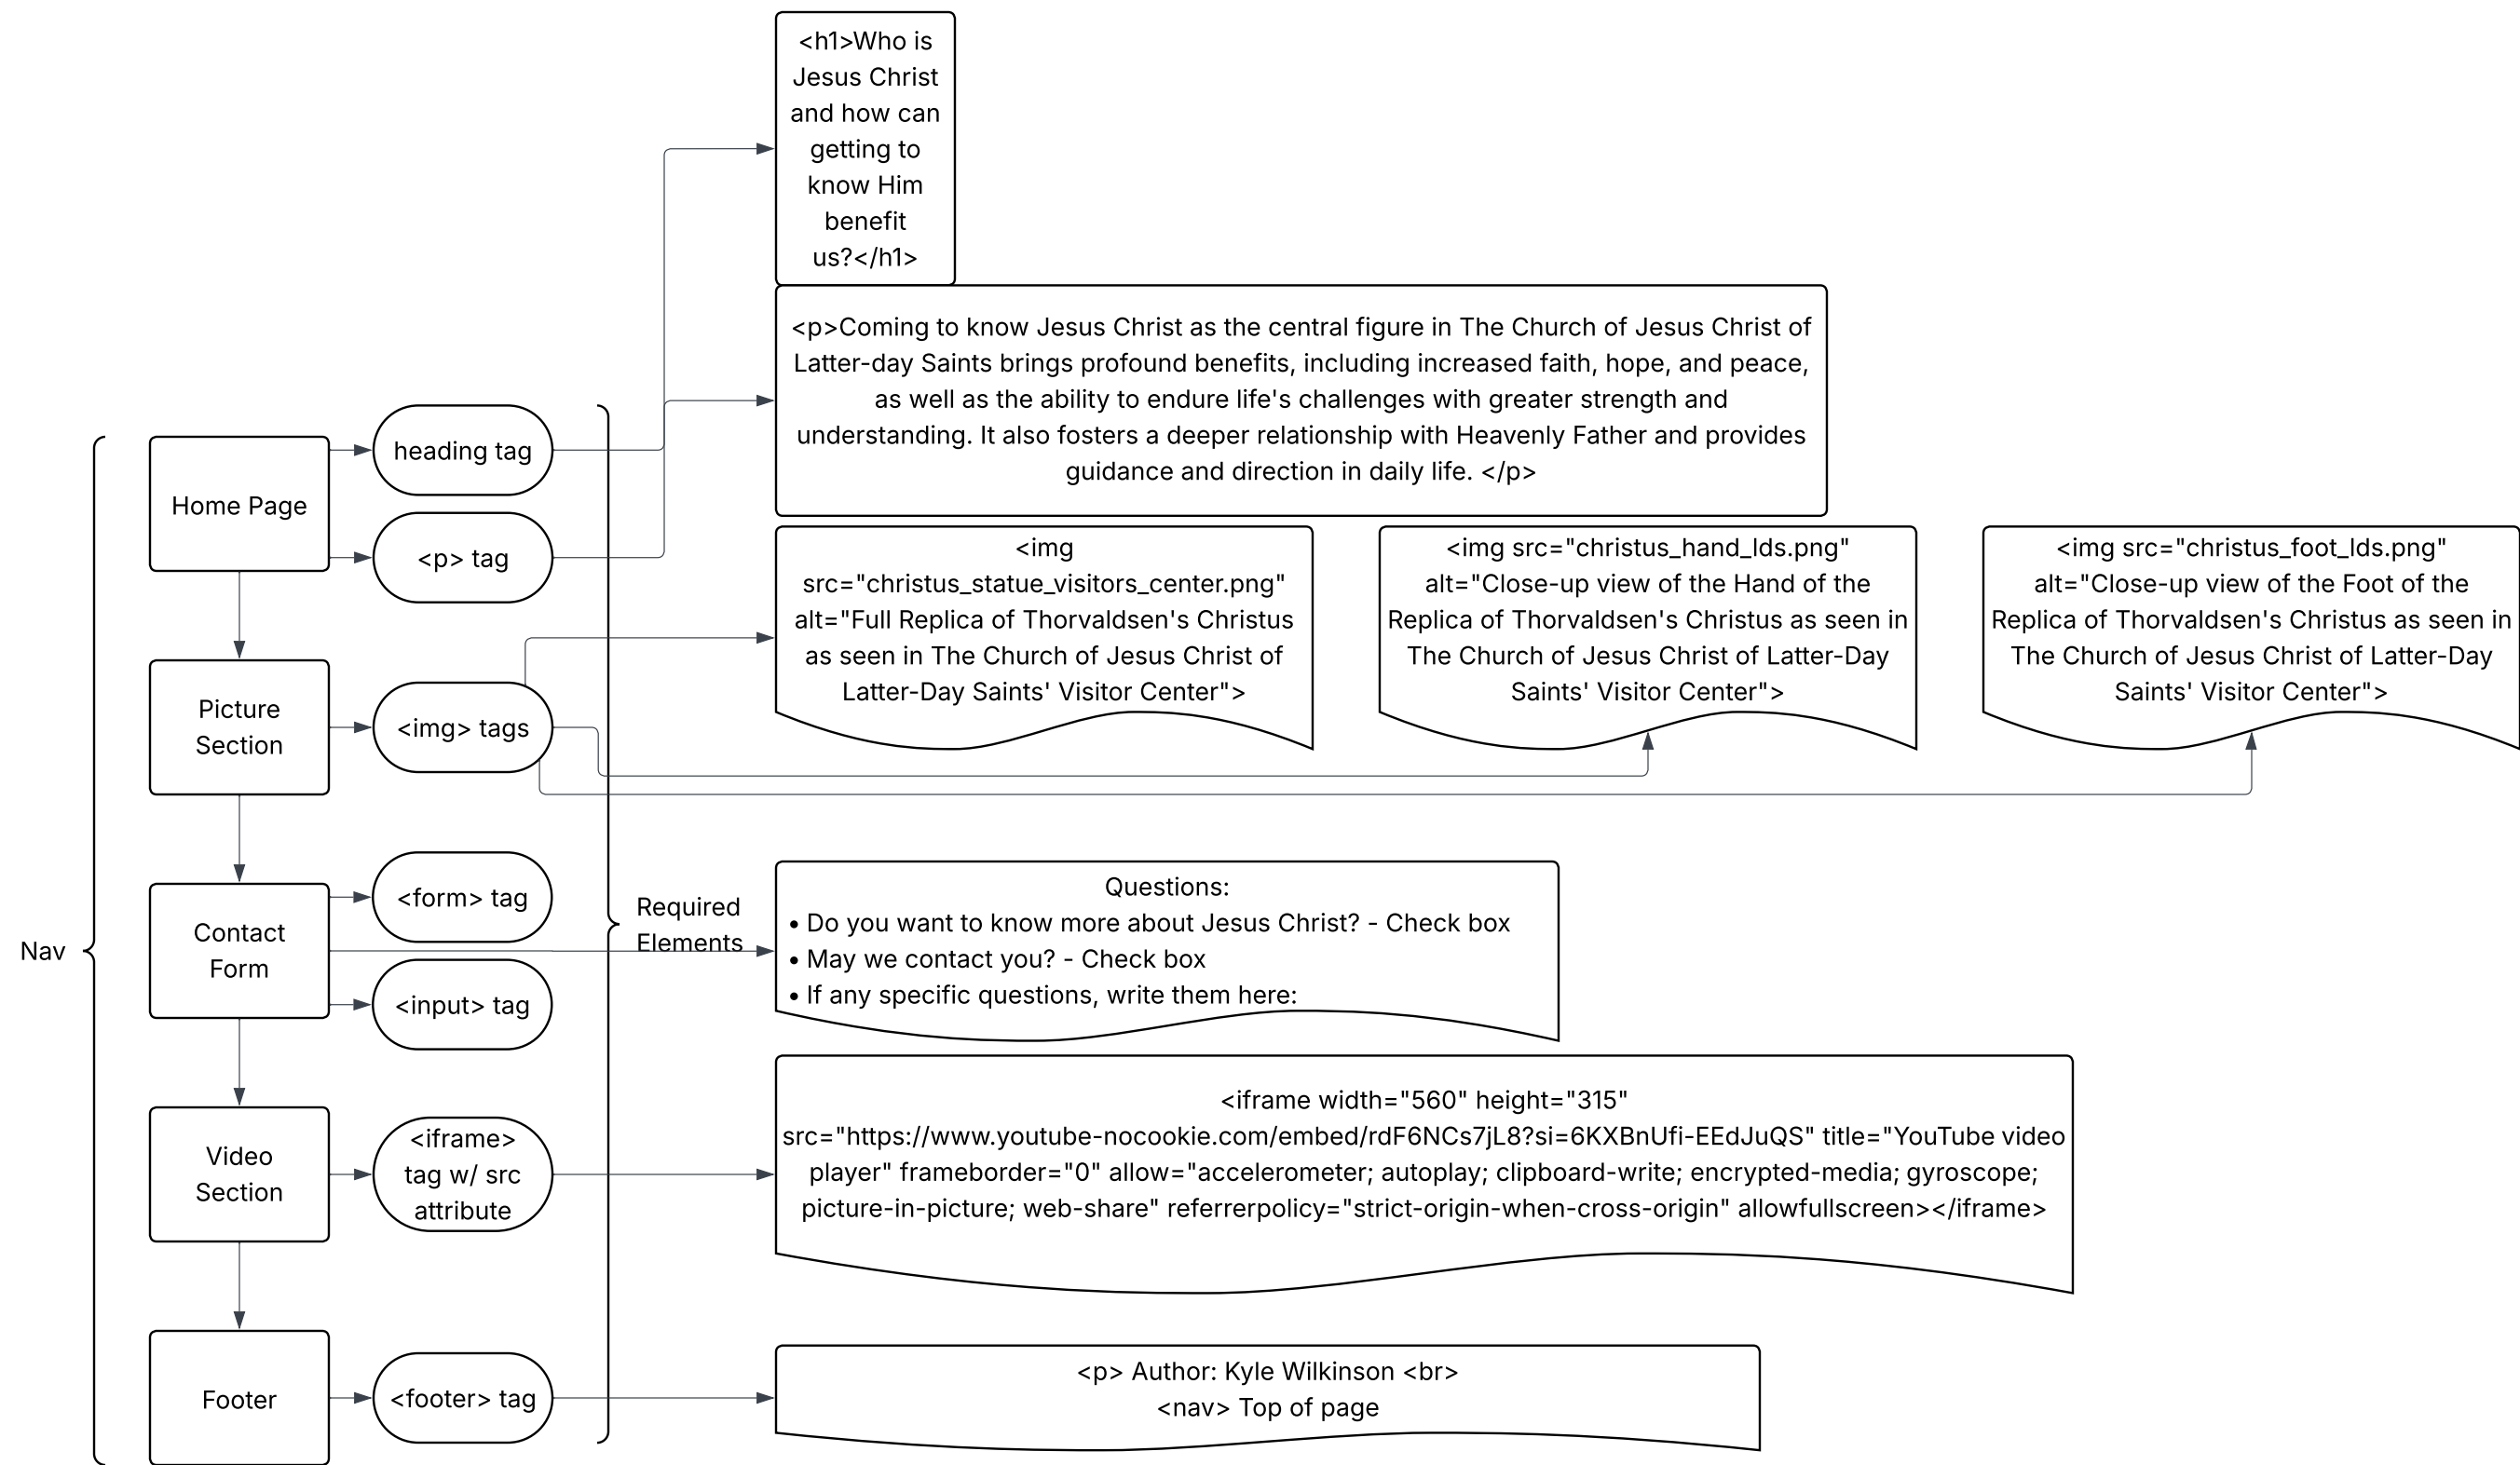 Nav
Home Page
Picture
Section
Contact
Form
Video
Section
Footer
heading tag
<p> tag
<img> tags
<form> tag
<input> tag
<iframe>
tag w/ src
attribute
<footer> tag
Required
Elements
<h1>Who is
Jesus Christ
and how can
getting to
know Him
benefit
us?</h1>
<p>Coming to know Jesus Christ as the central figure in The Church of Jesus Christ of
Latter-day Saints brings profound benefits, including increased faith, hope, and peace,
as well as the ability to endure life's challenges with greater strength and
understanding. It also fosters a deeper relationship with Heavenly Father and provides
guidance and direction in daily life. </p>
<img
src="christus_statue_visitors_center.png"
alt="Full Replica of Thorvaldsen's Christus
as seen in The Church of Jesus Christ of
Latter-Day Saints' Visitor Center">
<img src="christus_hand_lds.png"
alt="Close-up view of the Hand of the
Replica of Thorvaldsen's Christus as seen in
The Church of Jesus Christ of Latter-Day
Saints' Visitor Center">
<img src="christus_foot_lds.png"
alt="Close-up view of the Foot of the
Replica of Thorvaldsen's Christus as seen in
The Church of Jesus Christ of Latter-Day
Saints' Visitor Center">
Questions:
• Do you want to know more about Jesus Christ? - Check box
• May we contact you? - Check box
• If any specific questions, write them here:
<iframe width="560" height="315"
src="https://www.youtube-nocookie.com/embed/rdF6NCs7jL8?si=6KXBnUfi-EEdJuQS" title="YouTube video
player" frameborder="0" allow="accelerometer; autoplay; clipboard-write; encrypted-media; gyroscope;
picture-in-picture; web-share" referrerpolicy="strict-origin-when-cross-origin" allowfullscreen></iframe>
<p> Author: Kyle Wilkinson <br>
<nav> Top of page